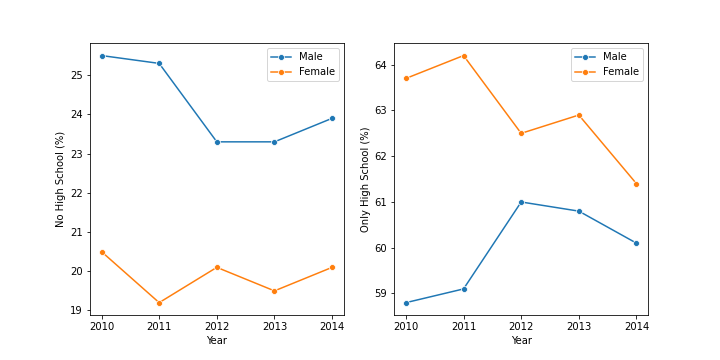 No High School (%)
25
24
23
22
21
20
19
Male
Female
2010
2011
2012
2013
2014
Year
Only High School (%)
64
63
62
61
60
59
Male
Female
2010
2011
2012
2013
2014
Year